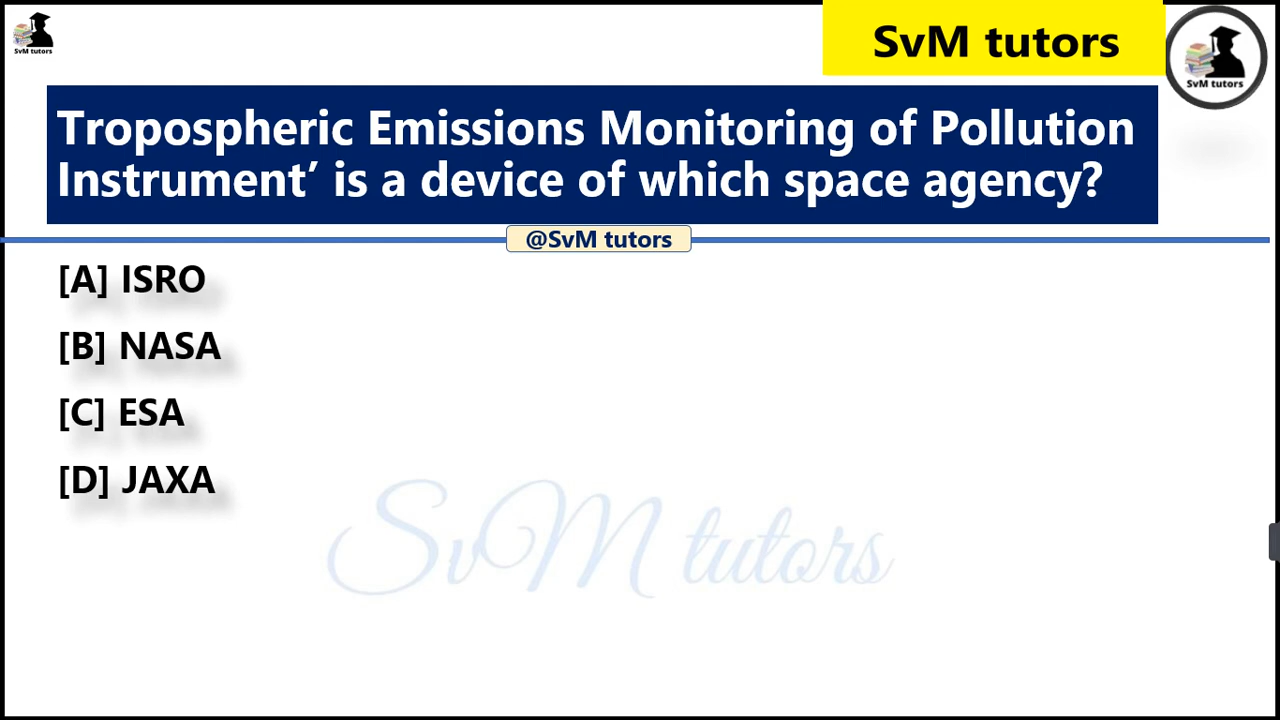 SvM tutors
SvM tutors
SvM tutors
Tropospheric Emissions Monitoring of Pollution
Instrument’ is a device of which space agency?
@SvM tutors
[A] ISRO
[B] NASA
[C] ESA
[D] JAXA
SvM tutors